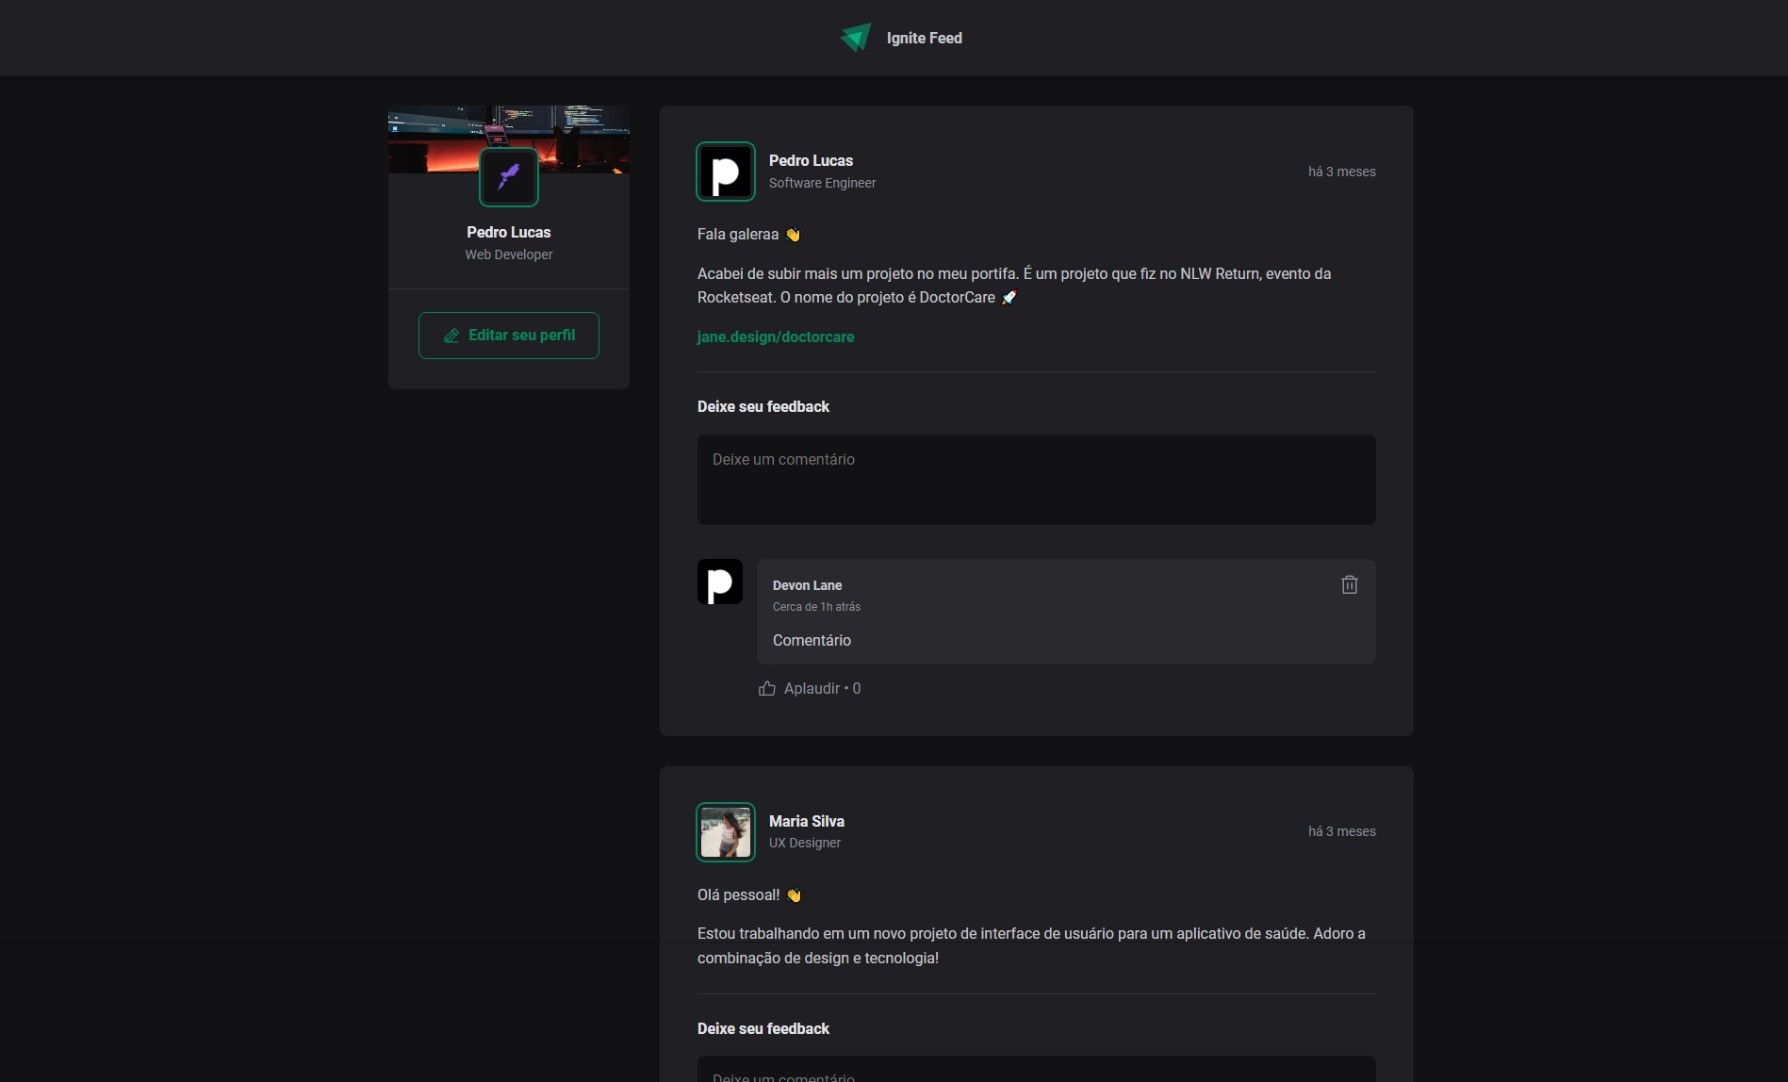 Ignite Feed
Pedro Lucas
Web Developer
Editar seu perfil
Pedro Lucas
Software Engineer
há 3 meses
Fala galeraa 👋
Acabei de subir mais um projeto no meu portifa. É um projeto que fiz no NLW Return, evento da
Rocketseat. O nome do projeto é DoctorCare 🚀
jane.design/doctorcare
Deixe seu feedback
Deixe um comentário
Devon Lane
Cerca de 1h atrás
Comentário
Aplaudir • 0
Maria Silva
UX Designer
há 3 meses
Olá pessoal! 👋
Estou trabalhando em um novo projeto de interface de usuário para um aplicativo de saúde. Adoro a
combinação de design e tecnologia!
Deixe seu feedback
Deixe um comentário